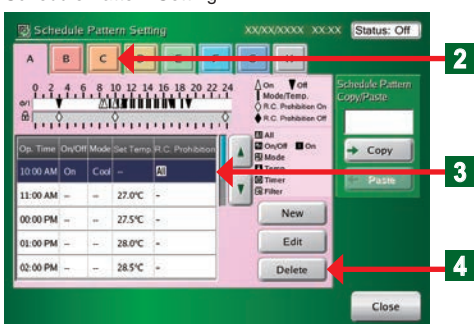 Schedule Pattern Setting XX/XX/XXXX XX:XX Status: Off
A B C
2
0 2 4 6 8 10 12 14 16 18 20 22 24
On Off
Mode/Temp.
R.C. Prohibition On
R.C. Prohibition Off
Schedule Pattern
Copy/Paste
All
On/Off On
Mode
Temp.
Timer
Filter
Copy
Paste
Op. Time On/Off Mode Set Temp. R.C. Prohibition
10:00 AM On Cool -- All
3
11:00 AM -- -- 27.0°C -
00:00 PM -- -- 27.5°C -
01:00 PM -- -- 28.0°C -
02:00 PM -- -- 28.5°C -
New
Edit
Delete
4
Close